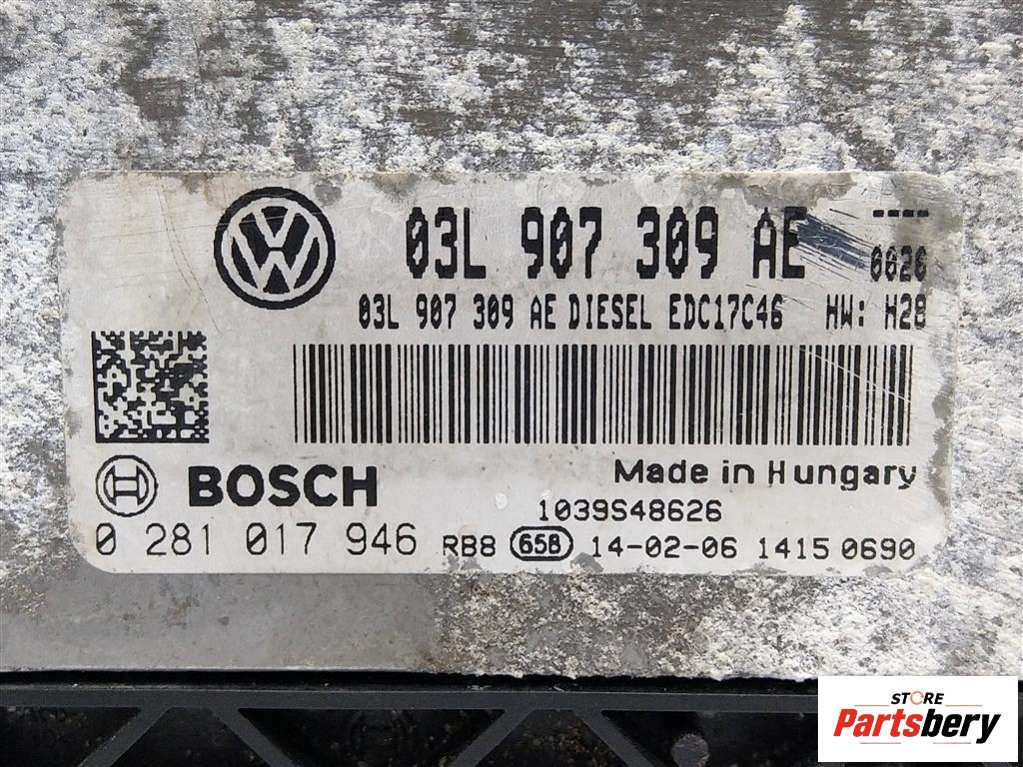 03L 907 309 AE ----
03L 907 309 AE DIESEL EDC17C46 HW: H28
BOSCH
Made in Hungary
1039S48626
0 281 017 946 RB8 658 14-02-06 1415 0690
STORE
Partsbery